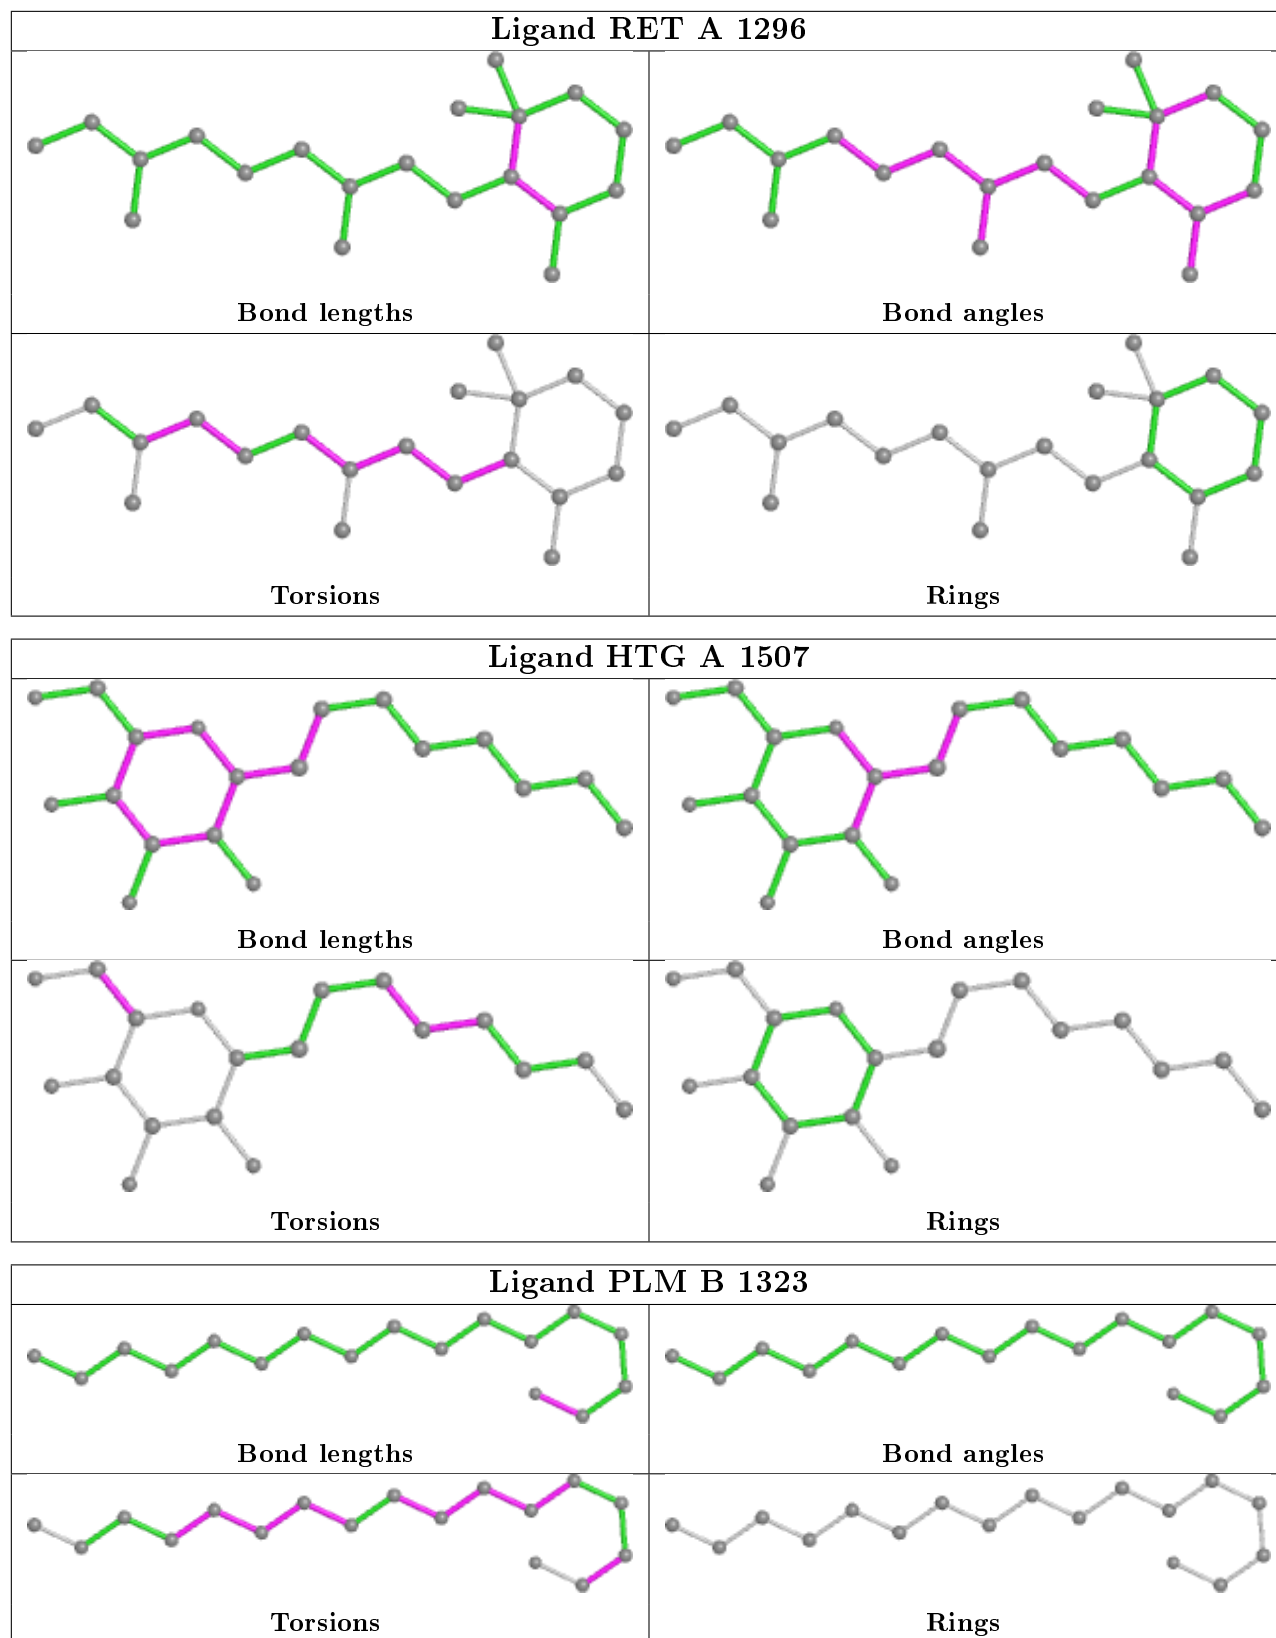 Ligand RET A 1296
Bond lengths
Bond angles
Torsions
Rings
Ligand HTG A 1507
Bond lengths
Bond angles
Torsions
Rings
Ligand PLM B 1323
Bond lengths
Bond angles
Torsions
Rings